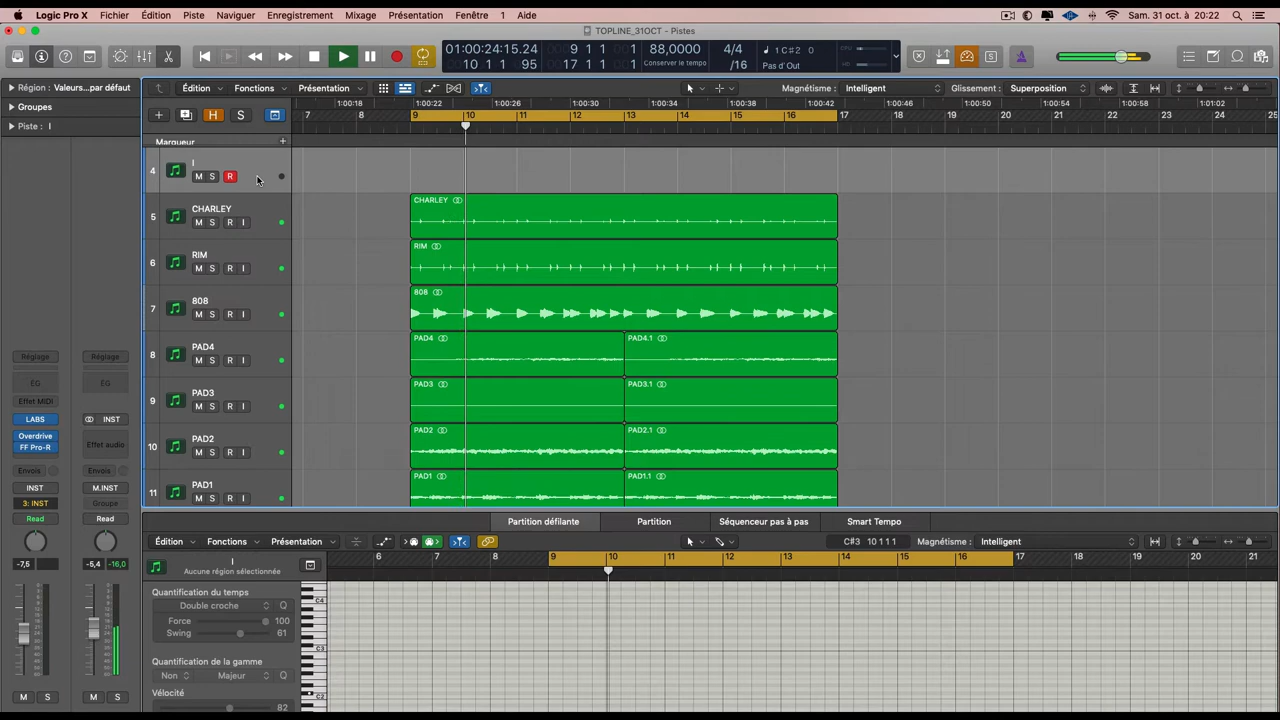 Logic Pro X Fichier Édition Piste Naviguer Enregistrement Mixage Présentation Fenêtre 1 Aide Sam. 31 oct. à 20:22
TOPLINE_31OCT - Pistes
01:00:24:15.24 9 1 1 88,0000 4/4 1 C#2 0
10 1 1 95 Conserver le tempo /16 Pas d' Out
Région : Valeurs...par défaut Édition Fonctions Présentation Magnétisme : Intelligent Glissement : Superposition
Groupes
Piste : I
1:00:18 1:00:22 1:00:26 1:00:30 1:00:34 1:00:38 1:00:42 1:00:46 1:00:50 1:00:54 1:00:58 1:01:02
+ H S 7 9 10 11 12 13 14 15 16 17 18 19 20 21 22 23 24 25
Marqueur +
4 I M S R
5 CHARLEY M S R I CHARLEY
6 RIM M S R I RIM
7 808 M S R I 808
8 PAD4 M S R I PAD4 PAD4.1
9 PAD3 M S R I PAD3 PAD3.1
10 PAD2 M S R I PAD2 PAD2.1
11 PAD1 M S R I PAD1 PAD1.1
Réglage Réglage
EG EG
Effet MIDI
LABS INST
Overdrive Effet audio
FF Pro-R
Envois Envois
INST M.INST
3: INST Groupe
Read Read
-7,5 -5,4 -16,0
M S M S
Partition défilante Partition Séquenceur pas à pas Smart Tempo
Édition Fonctions Présentation C#3 10 1 1 1 Magnétisme : Intelligent
6 7 8 9 10 11 12 13 14 15 16 17 18 19 20 21
I
Aucune région sélectionnée
Quantification du temps
Double croche Q
Force 100
Swing 61
Quantification de la gamme
Non Majeur Q
Vélocité
82
C4
C3
C2